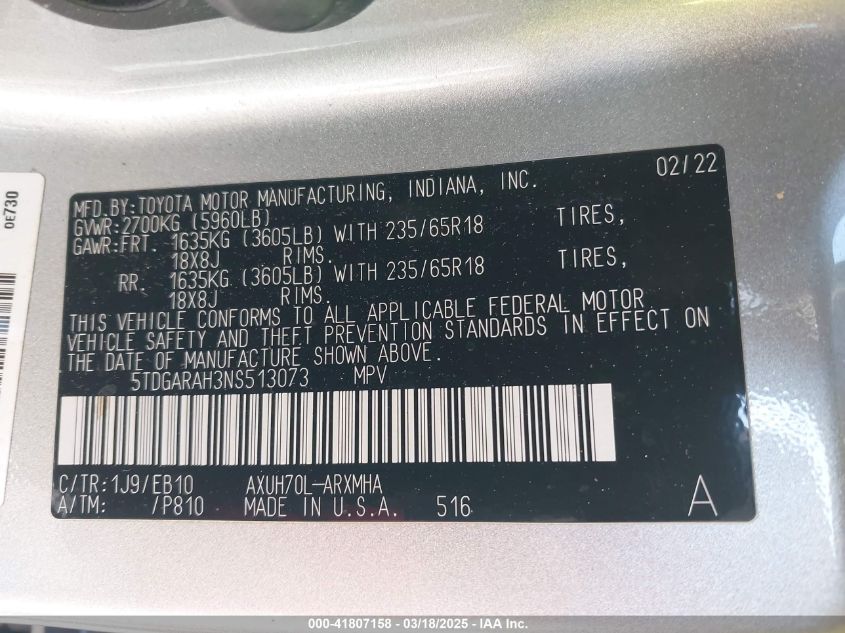 0E730
02/22
MFD.BY:TOYOTA MOTOR MANUFACTURING, INDIANA, INC.
GVWR:2700KG (5960LB)
GAWR:FRT. 1635KG (3605LB) WITH 235/65R18 TIRES,
18X8J RIMS.
RR. 1635KG (3605LB) WITH 235/65R18 TIRES,
18X8J RIMS.
THIS VEHICLE CONFORMS TO ALL APPLICABLE FEDERAL MOTOR
VEHICLE SAFETY AND THEFT PREVENTION STANDARDS IN EFFECT ON
THE DATE OF MANUFACTURE SHOWN ABOVE.
5TDGARAH3NS513073 MPV
C/TR:1J9/EB10 AXUH70L-ARXMHA
A/TM: /P810 MADE IN U.S.A. 516 A
000-41807158 - 03/18/2025 - IAA Inc.